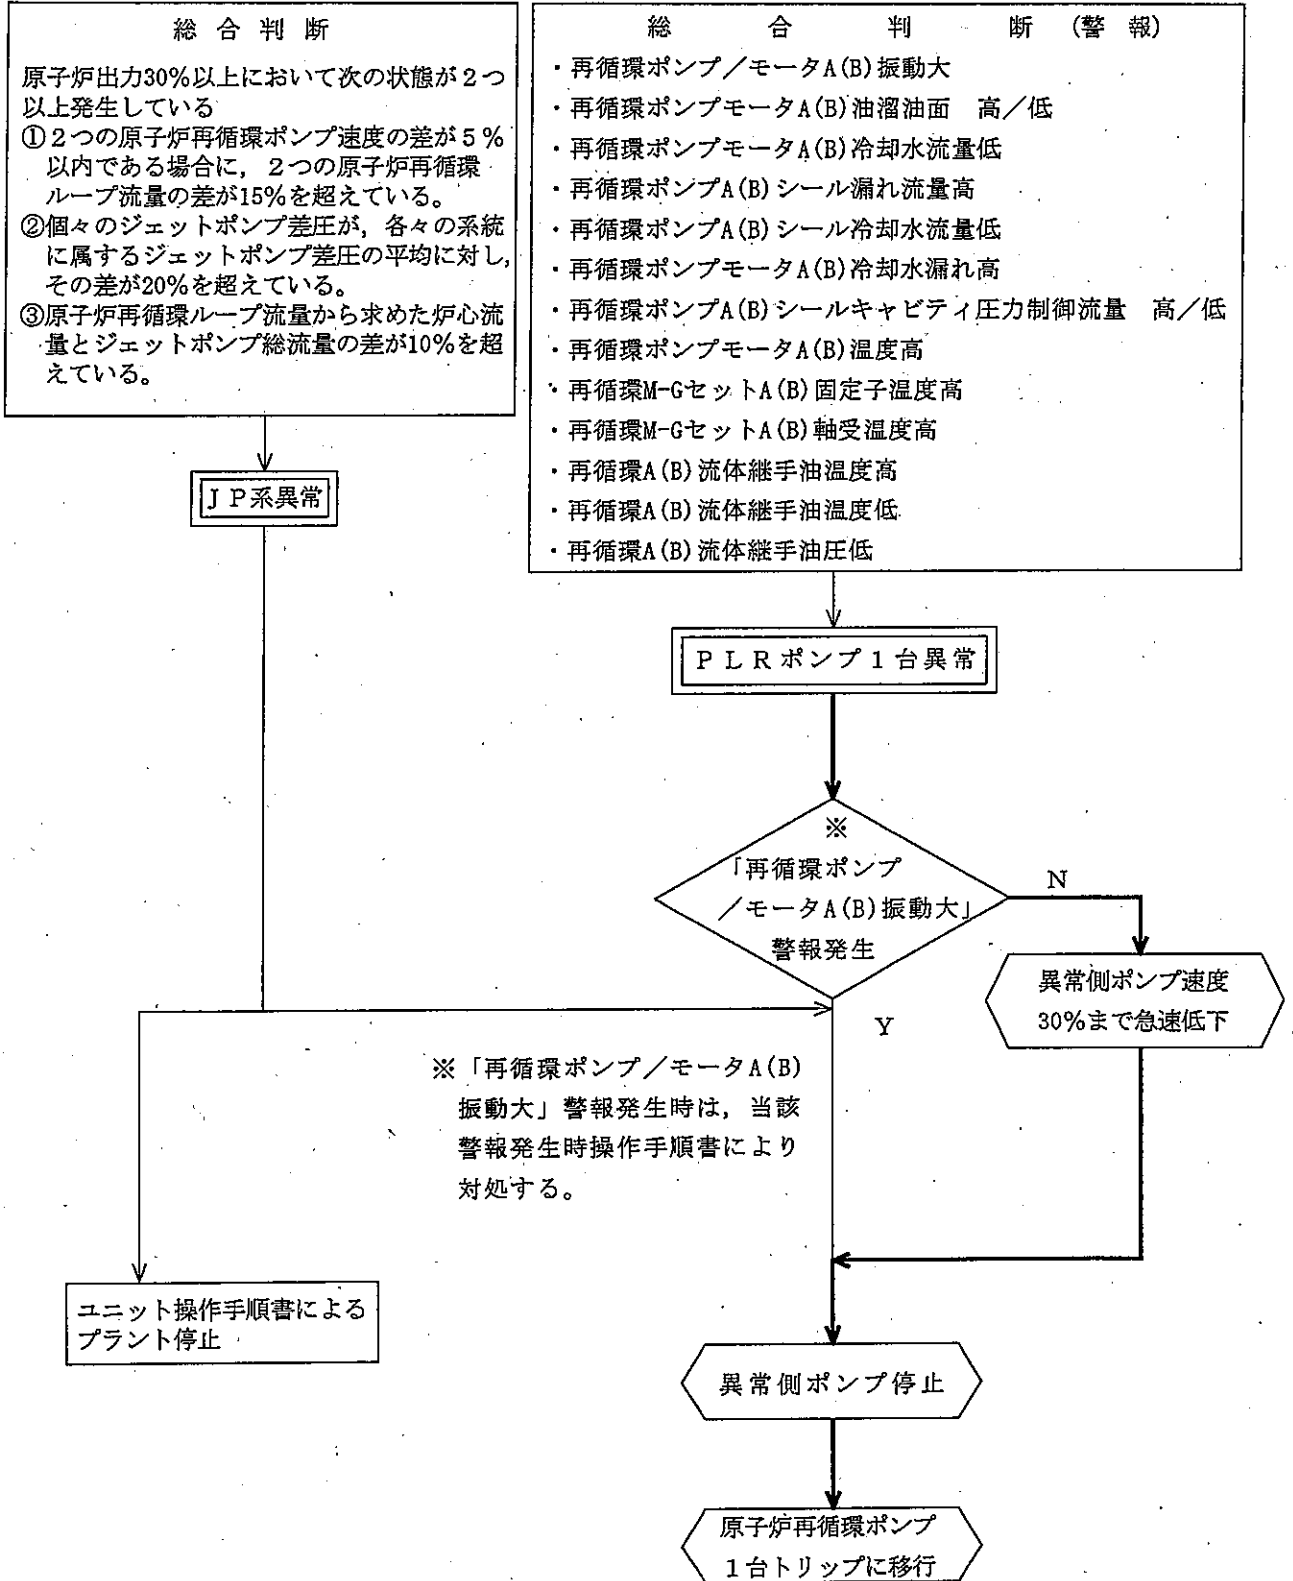 総合判断
原子炉出力30%以上において次の状態が2つ
以上発生している
①2つの原子炉再循環ポンプ速度の差が5%
以内である場合に，2つの原子炉再循環
ループ流量の差が15%を超えている。
②個々のジェットポンプ差圧が，各々の系統
に属するジェットポンプ差圧の平均に対し，
その差が20%を超えている。
③原子炉再循環ループ流量から求めた炉心流
量とジェットポンプ総流量の差が10%を超
えている。
総合判断(警報)
・再循環ポンプ／モータA(B)振動大
・再循環ポンプモータA(B)油溜油面　高／低
・再循環ポンプモータA(B)冷却水流量低
・再循環ポンプA(B)シール漏れ流量高
・再循環ポンプA(B)シール冷却水流量低
・再循環ポンプモータA(B)冷却水漏れ高
・再循環ポンプA(B)シールキャビティ圧力制御流量　高／低
・再循環ポンプモータA(B)温度高
・再循環M-GセットA(B)固定子温度高
・再循環M-GセットA(B)軸受温度高
・再循環A(B)流体継手油温度高
・再循環A(B)流体継手油温度低
・再循環A(B)流体継手油圧低
ＪＰ系異常
ＰＬＲポンプ１台異常
※
「再循環ポンプ
／モータA(B)振動大」
警報発生
N
異常側ポンプ速度
30%まで急速低下
Y
※「再循環ポンプ／モータA(B)
振動大」警報発生時は，当該
警報発生時操作手順書により
対処する。
ユニット操作手順書による
プラント停止
異常側ポンプ停止
原子炉再循環ポンプ
１台トリップに移行